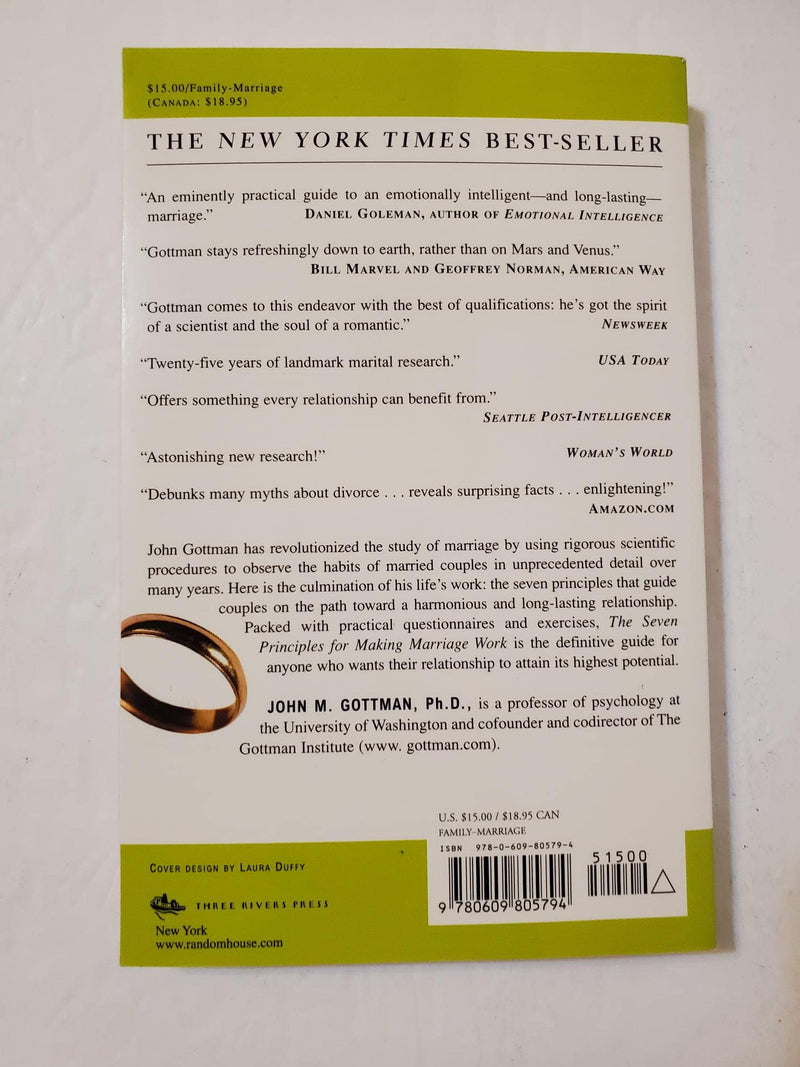 $15.00/Family-Marriage
(CANADA: $18.95)
THE NEW YORK TIMES BEST-SELLER
“An eminently practical guide to an emotionally intelligent—and long-lasting—
marriage.” DANIEL GOLEMAN, AUTHOR OF EMOTIONAL INTELLIGENCE
“Gottman stays refreshingly down to earth, rather than on Mars and Venus.”
BILL MARVEL AND GEOFFREY NORMAN, AMERICAN WAY
“Gottman comes to this endeavor with the best of qualifications: he’s got the spirit
of a scientist and the soul of a romantic.” NEWSWEEK
“Twenty-five years of landmark marital research.” USA TODAY
“Offers something every relationship can benefit from.”
SEATTLE POST-INTELLIGENCER
“Astonishing new research!” WOMAN’S WORLD
“Debunks many myths about divorce . . . reveals surprising facts . . . enlightening!”
AMAZON.COM
John Gottman has revolutionized the study of marriage by using rigorous scientific
procedures to observe the habits of married couples in unprecedented detail over
many years. Here is the culmination of his life’s work: the seven principles that guide
couples on the path toward a harmonious and long-lasting relationship.
Packed with practical questionnaires and exercises, The Seven
Principles for Making Marriage Work is the definitive guide for
anyone who wants their relationship to attain its highest potential.
JOHN M. GOTTMAN, Ph.D., is a professor of psychology at
the University of Washington and cofounder and codirector of The
Gottman Institute (www. gottman.com).
U.S. $15.00 / $18.95 CAN
FAMILY-MARRIAGE
ISBN 978-0-609-80579-4
51500
9 780609 805794
COVER DESIGN BY LAURA DUFFY
THREE RIVERS PRESS
New York
www.randomhouse.com